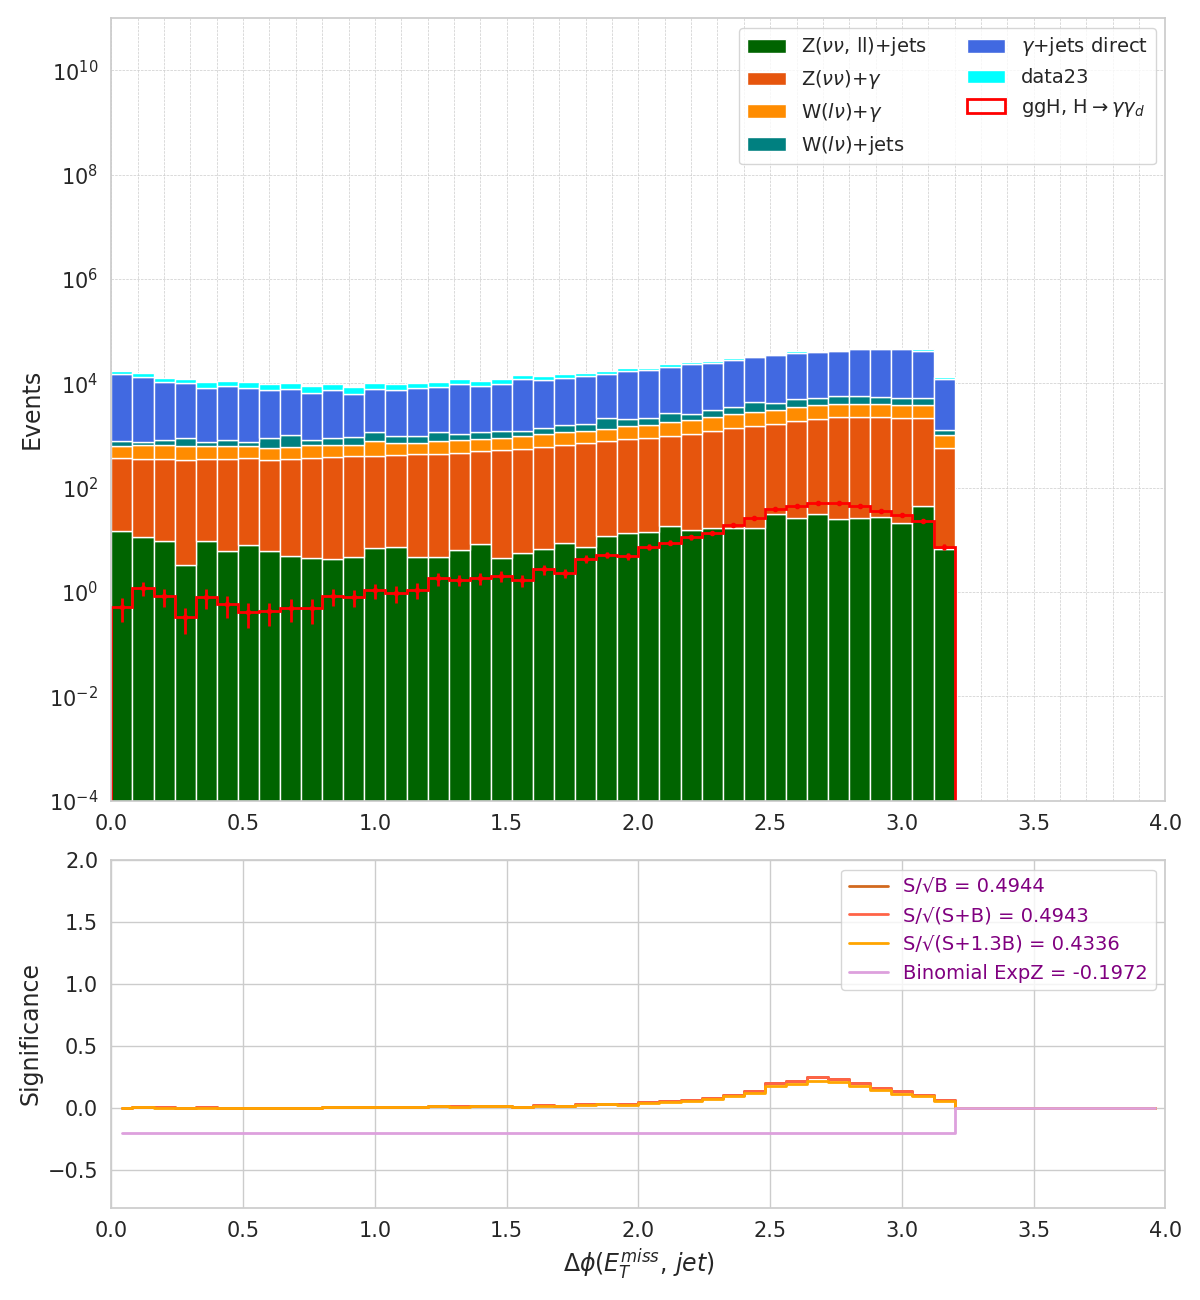 Z(νν, ll)+jets
Z(νν)+γ
W(lν)+γ
W(lν)+jets
γ+jets direct
data23
ggH, H→γγ_d
Events
10^10
10^8
10^6
10^4
10^2
10^0
10^−2
10^−4
0.0 0.5 1.0 1.5 2.0 2.5 3.0 3.5 4.0
S/√B = 0.4944
S/√(S+B) = 0.4943
S/√(S+1.3B) = 0.4336
Binomial ExpZ = -0.1972
Significance
2.0
1.5
1.0
0.5
0.0
−0.5
0.0 0.5 1.0 1.5 2.0 2.5 3.0 3.5 4.0
Δϕ(E_T^miss, jet)